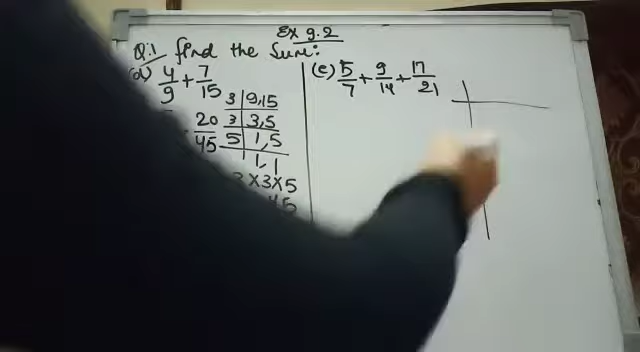 Ex 9.2
Q:1 find the Sum:
(d) 4/9 + 7/15
3 | 9,15
3 | 3,5
5 | 1,5
1,1
20/45
3×3×5
45
(e) 5/7 + 9/14 + 17/21